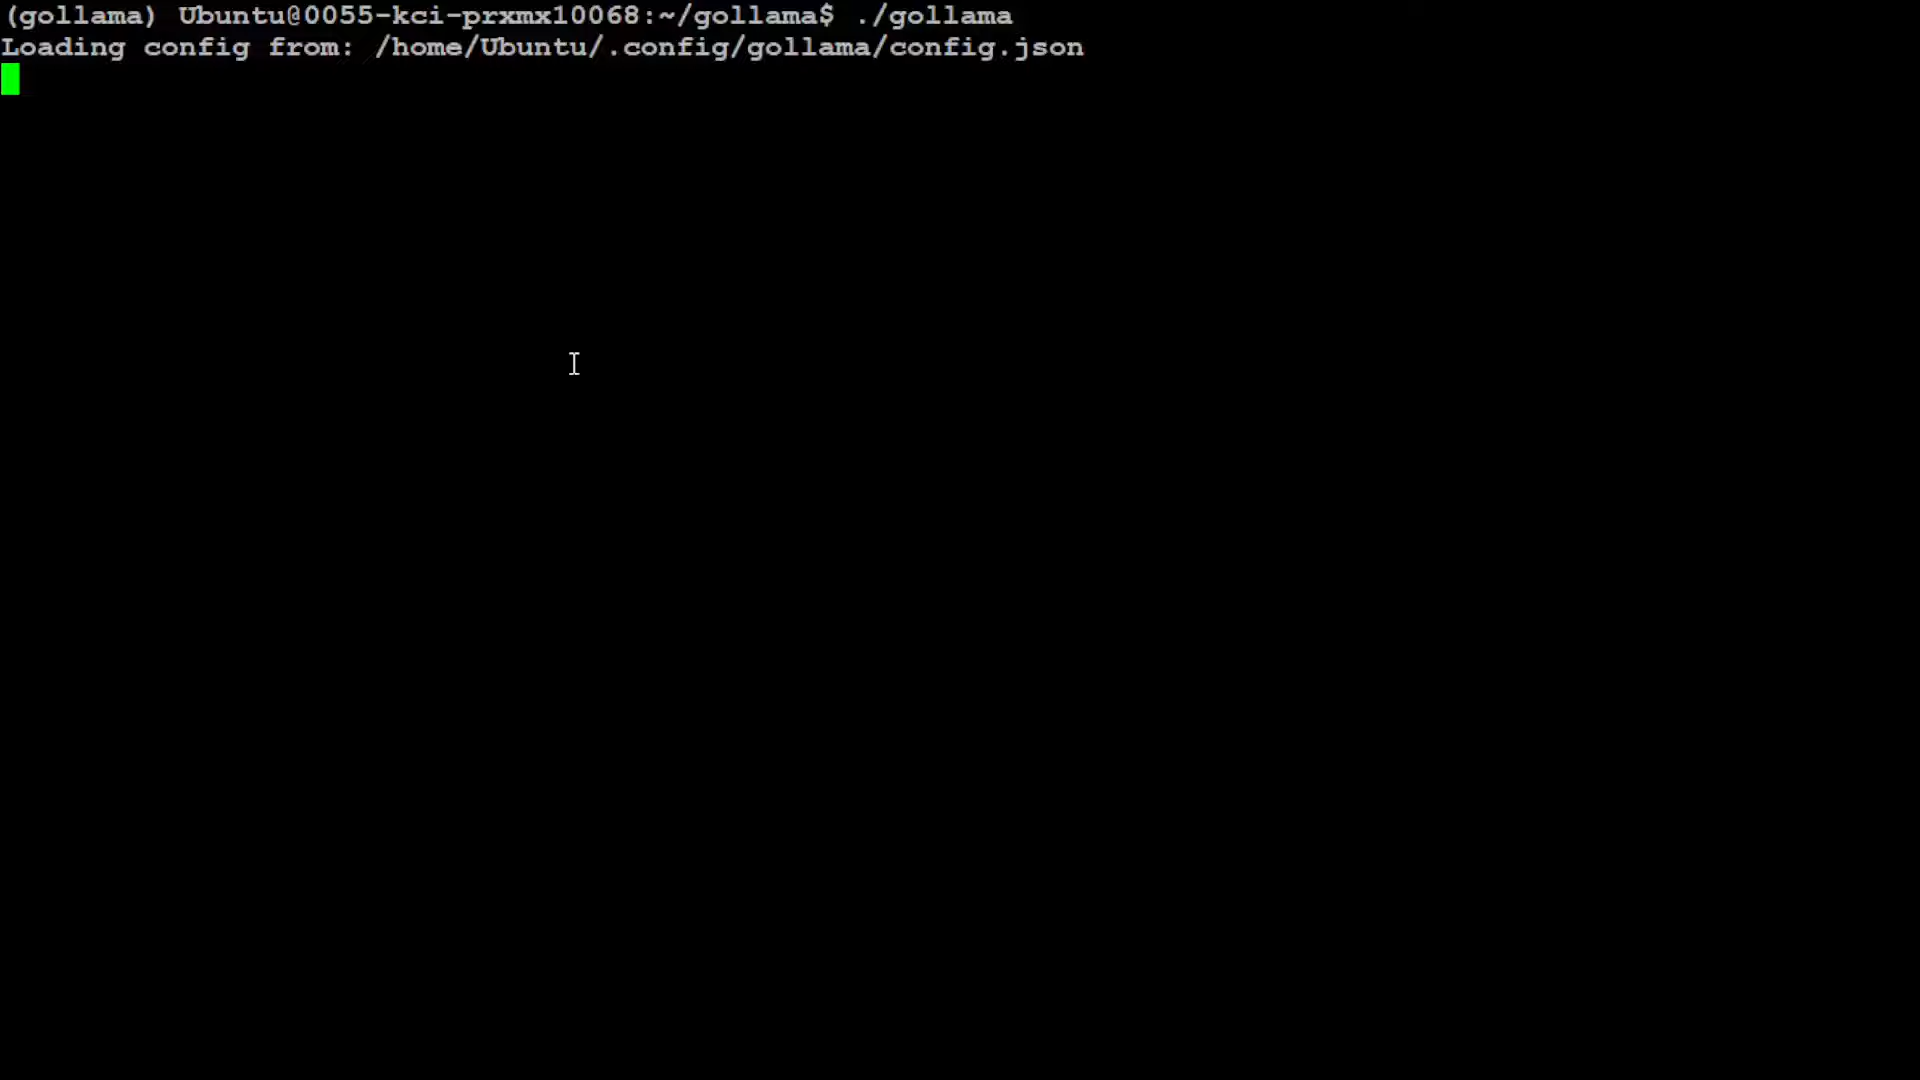 (gollama) Ubuntu@0055-kci-prxmx10068:~/gollama$ ./gollama
Loading config from: /home/Ubuntu/.config/gollama/config.json